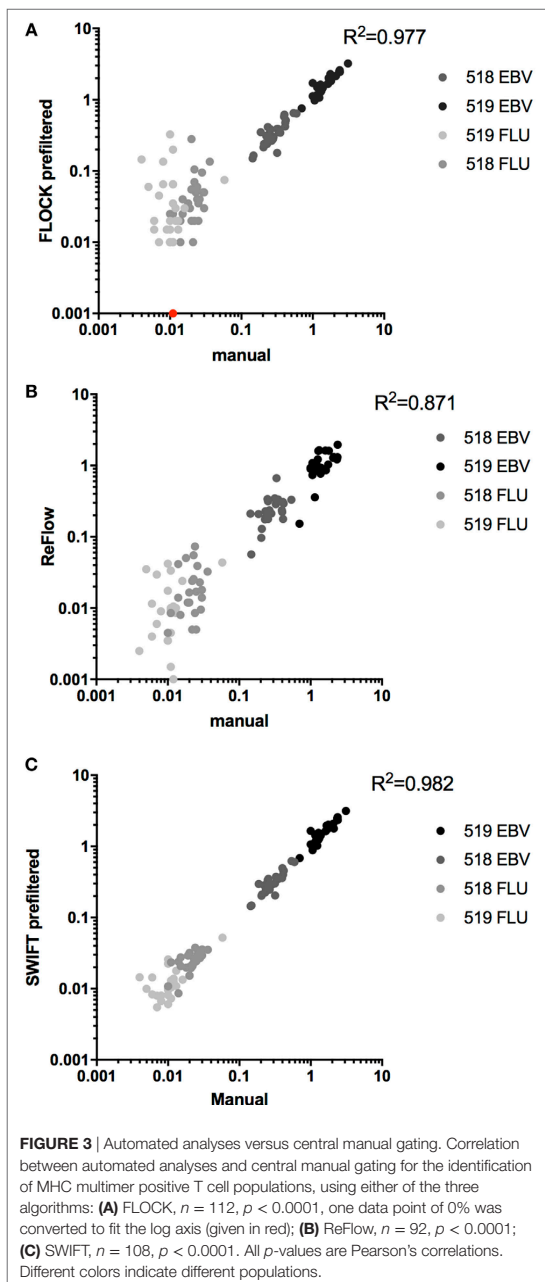 A
R²=0.977
518 EBV
519 EBV
519 FLU
518 FLU
FLOCK prefiltered
10
1
0.1
0.01
0.001
0.001
0.01
0.1
1
10
manual
B
R²=0.871
518 EBV
519 EBV
518 FLU
519 FLU
ReFlow
10
1
0.1
0.01
0.001
0.001
0.01
0.1
1
10
manual
C
R²=0.982
519 EBV
518 EBV
518 FLU
519 FLU
SWIFT prefiltered
10
1
0.1
0.01
0.001
0.001
0.01
0.1
1
10
Manual
FIGURE 3 | Automated analyses versus central manual gating. Correlation
between automated analyses and central manual gating for the identification
of MHC multimer positive T cell populations, using either of the three
algorithms: (A) FLOCK, n = 112, p < 0.0001, one data point of 0% was
converted to fit the log axis (given in red); (B) ReFlow, n = 92, p < 0.0001;
(C) SWIFT, n = 108, p < 0.0001. All p-values are Pearson's correlations.
Different colors indicate different populations.